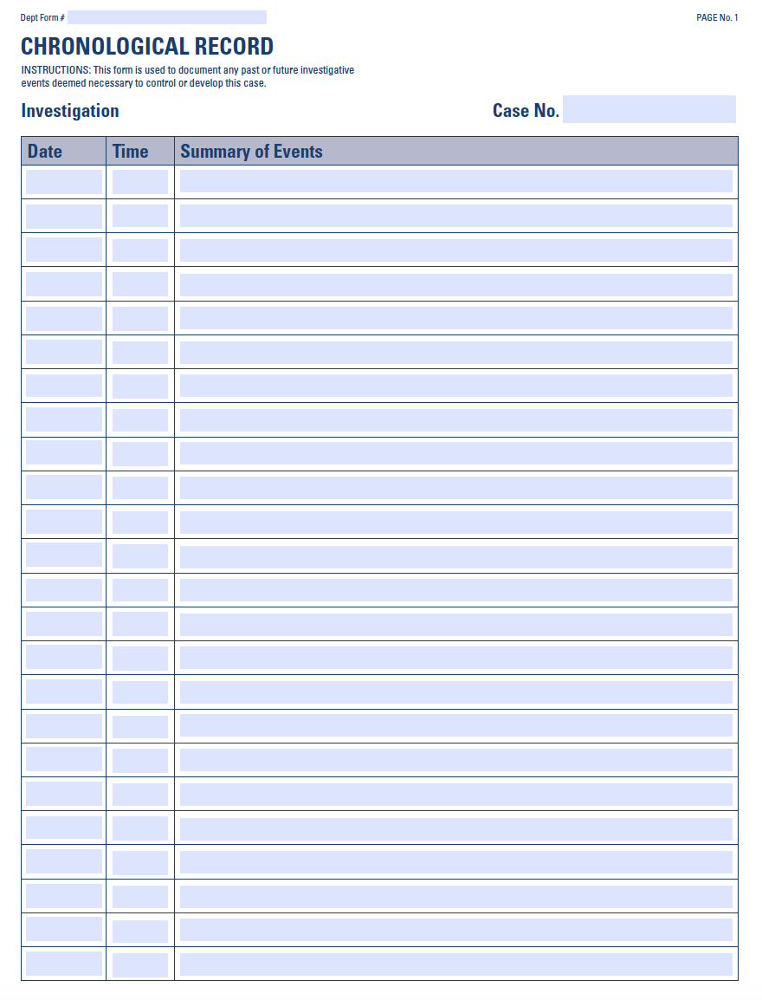 Dept Form #
PAGE No. 1
CHRONOLOGICAL RECORD
INSTRUCTIONS: This form is used to document any past or future investigative
events deemed necessary to control or develop this case.
Investigation
Case No.
Date Time Summary of Events